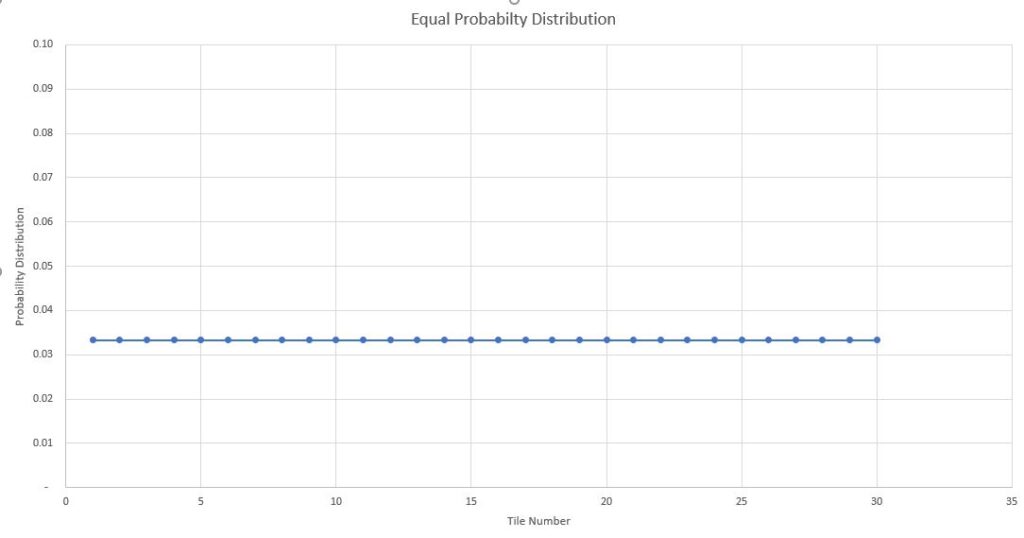 Equal Probabilty Distribution
0.10
0.09
0.08
0.07
0.06
0.05
0.04
0.03
0.02
0.01
-
Probability Distribution
0 5 10 15 20 25 30 35
Tile Number